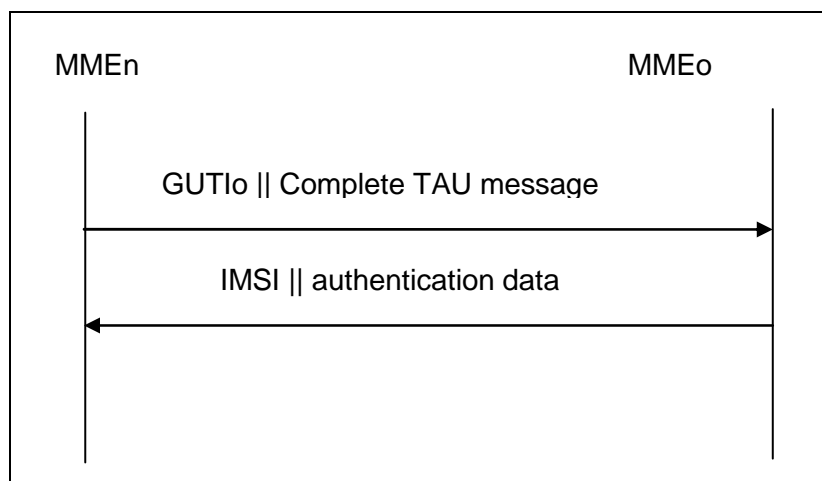 MMEn MMEo
GUTIo || Complete TAU message
IMSI || authentication data